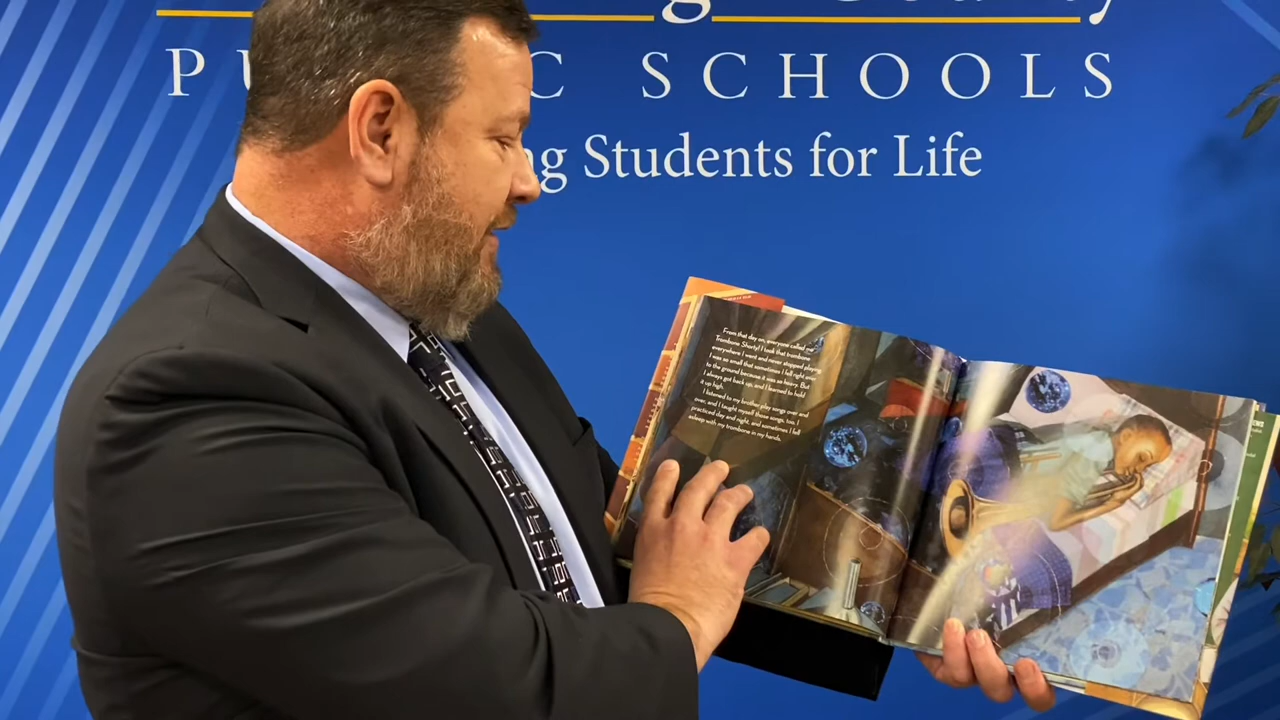 P C SCHOOLS
ng Students for Life
From that day on, everyone called me
Trombone Shorty! I took that trombone
everywhere I went and never stopped playing.
I was so small that sometimes I fell right over
to the ground because it was so heavy. But
I always got back up, and I learned to hold
it up high.
I listened to my brother play songs over and
over, and I taught myself those songs, too. I
practiced day and night, and sometimes I fell
asleep with my trombone in my hands.